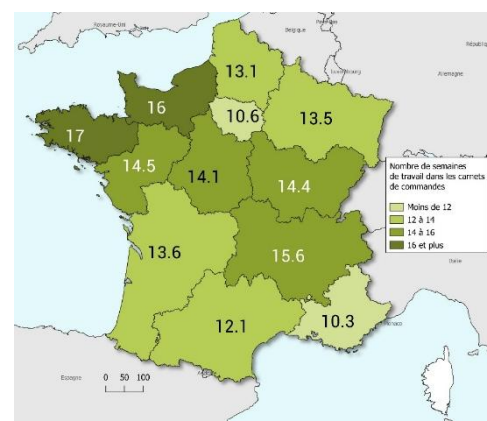 Royaume-Uni
Belgique
Allemagne
13.1
16
10.6
13.5
17
14.5
14.1
14.4
Nombre de semaines
de travail dans les carnets
de commandes
Moins de 12
12 à 14
14 à 16
16 et plus
13.6
15.6
Italie
12.1
10.3
Monaco
Espagne
0 50 100